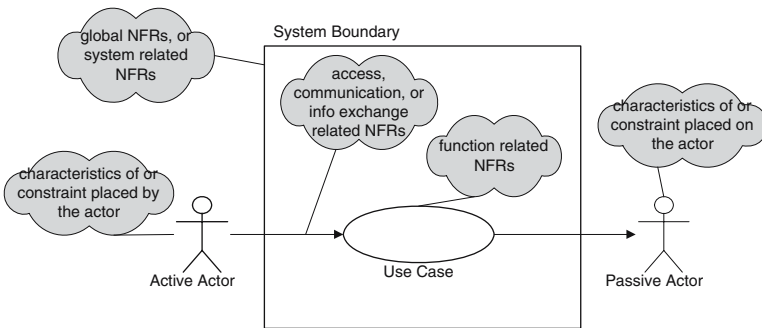 System Boundary
global NFRs, or
system related
NFRs
access,
communication, or
info exchange
related NFRs
characteristics of or
constraint placed on
the actor
function related
NFRs
characteristics of or
constraint placed by
the actor
Active Actor
Use Case
Passive Actor